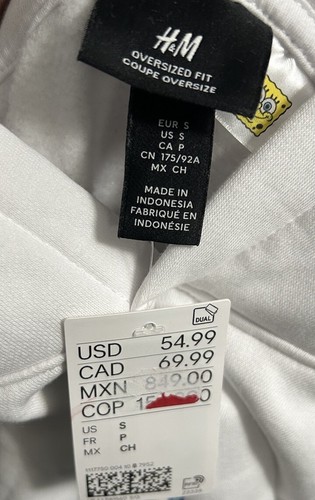 H&M
OVERSIZED FIT
COUPE OVERSIZE
EUR S
US S
CA P
CN 175/92A
MX CH
MADE IN
INDONESIA
FABRIQUÉ EN
INDONÉSIE
DUAL
USD 54.99
CAD 69.99
MXN 849.00
COP
US S
FR P
MX CH